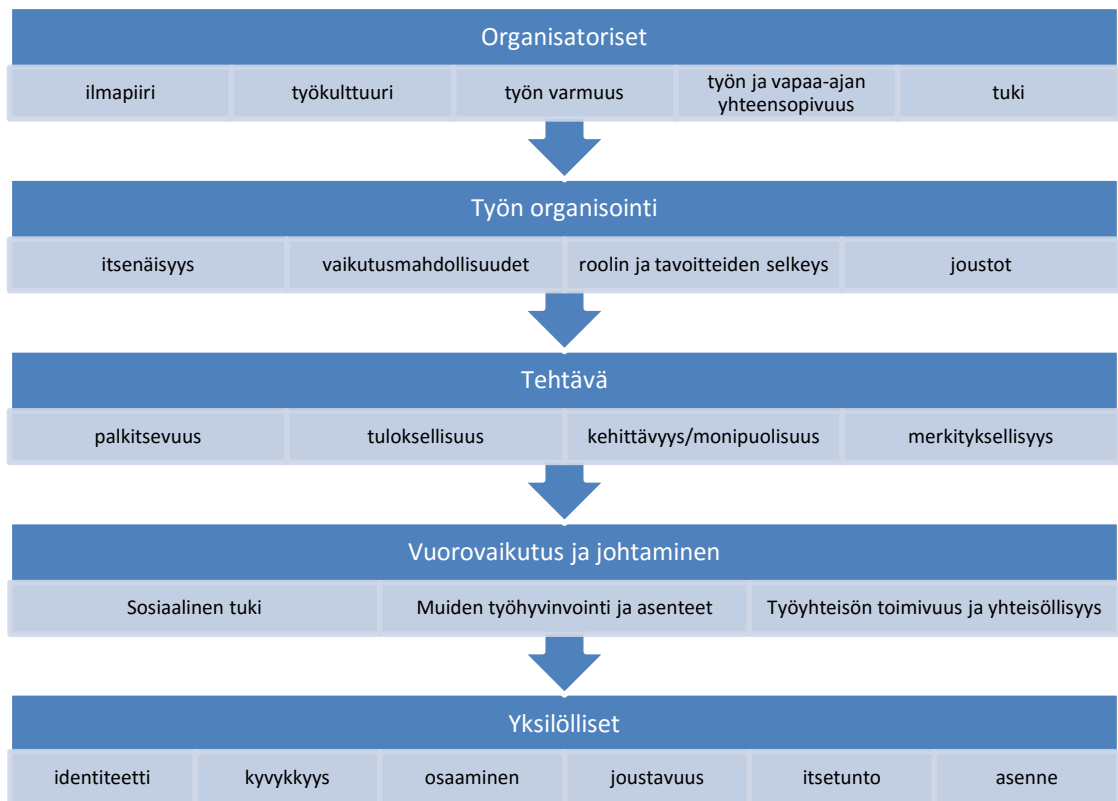 Organisatoriset
ilmapiiri
työkulttuuri
työn varmuus
työn ja vapaa-ajan
yhteensopivuus
tuki
Työn organisointi
itsenäisyys
vaikutusmahdollisuudet
roolin ja tavoitteiden selkeys
joustot
Tehtävä
palkitsevuus
tuloksellisuus
kehittävyys/monipuolisuus
merkityksellisyys
Vuorovaikutus ja johtaminen
Sosiaalinen tuki
Muiden työhyvinvointi ja asenteet
Työyhteisön toimivuus ja yhteisöllisyys
Yksilölliset
identiteetti
kyvykkyys
osaaminen
joustavuus
itsetunto
asenne